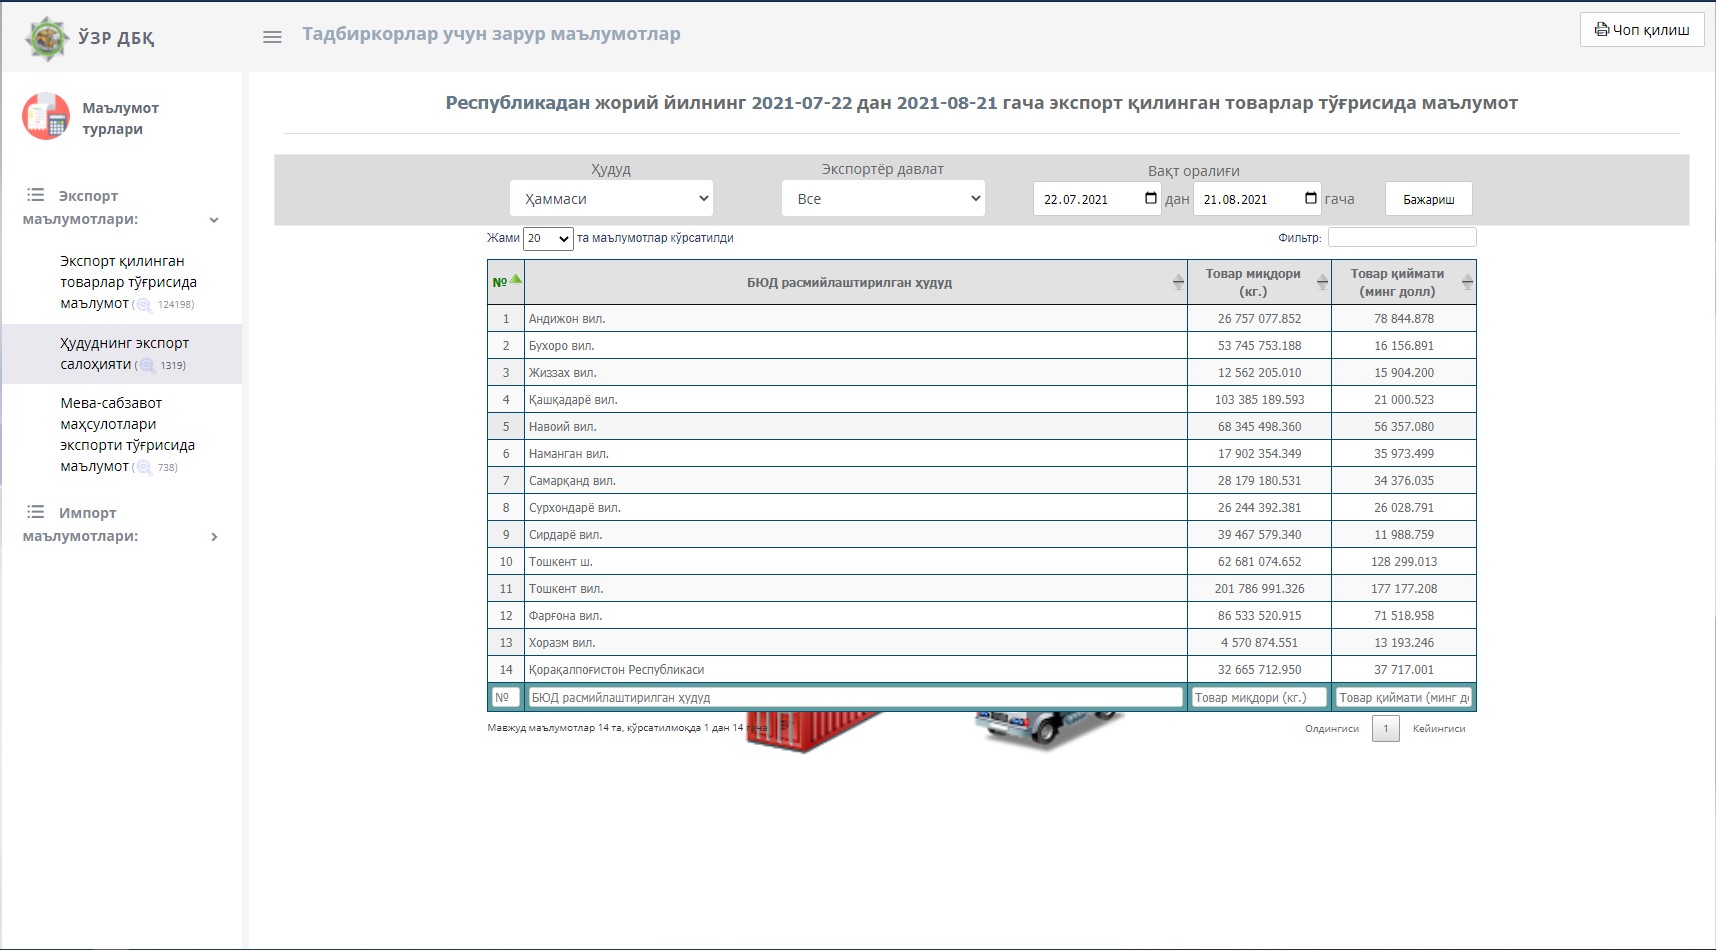 ЎЗР ДБҚ
Тадбиркорлар учун зарур маълумотлар
Чоп қилиш
Маълумот
турлари
Экспорт
маълумотлари:
Экспорт қилинган
товарлар тўғрисида
маълумот ( 124198)
Ҳудуднинг экспорт
салоҳияти ( 1319)
Мева-сабзавот
маҳсулотлари
экспорти тўғрисида
маълумот ( 738)
Импорт
маълумотлари:
Республикадан жорий йилнинг 2021-07-22 дан 2021-08-21 гача экспорт қилинган товарлар тўғрисида маълумот
Ҳудуд Экспортёр давлат Вақт оралиғи
Ҳаммаси Все 22.07.2021 дан 21.08.2021 гача Бажариш
Жами 20 та маълумотлар кўрсатилди Фильтр:
№ БЮД расмийлаштирилган ҳудуд Товар миқдори (кг.) Товар қиймати (минг долл)
1 Андижон вил. 26 757 077.852 78 844.878
2 Бухоро вил. 53 745 753.188 16 156.891
3 Жиззах вил. 12 562 205.010 15 904.200
4 Қашқадарё вил. 103 385 189.593 21 000.523
5 Навоий вил. 68 345 498.360 56 357.080
6 Наманган вил. 17 902 354.349 35 973.499
7 Самарқанд вил. 28 179 180.531 34 376.035
8 Сурхондарё вил. 26 244 392.381 26 028.791
9 Сирдарё вил. 39 467 579.340 11 988.759
10 Тошкент ш. 62 681 074.652 128 299.013
11 Тошкент вил. 201 786 991.326 177 177.208
12 Фарғона вил. 86 533 520.915 71 518.958
13 Хоразм вил. 4 570 874.551 13 193.246
14 Қорақалпоғистон Республикаси 32 665 712.950 37 717.001
№ БЮД расмийлаштирилган ҳудуд Товар миқдори (кг.) Товар қиймати (минг д
Мавжуд маълумотлар 14 та, кўрсатилмоқда 1 дан 14 гача Олдингиси 1 Кейингиси